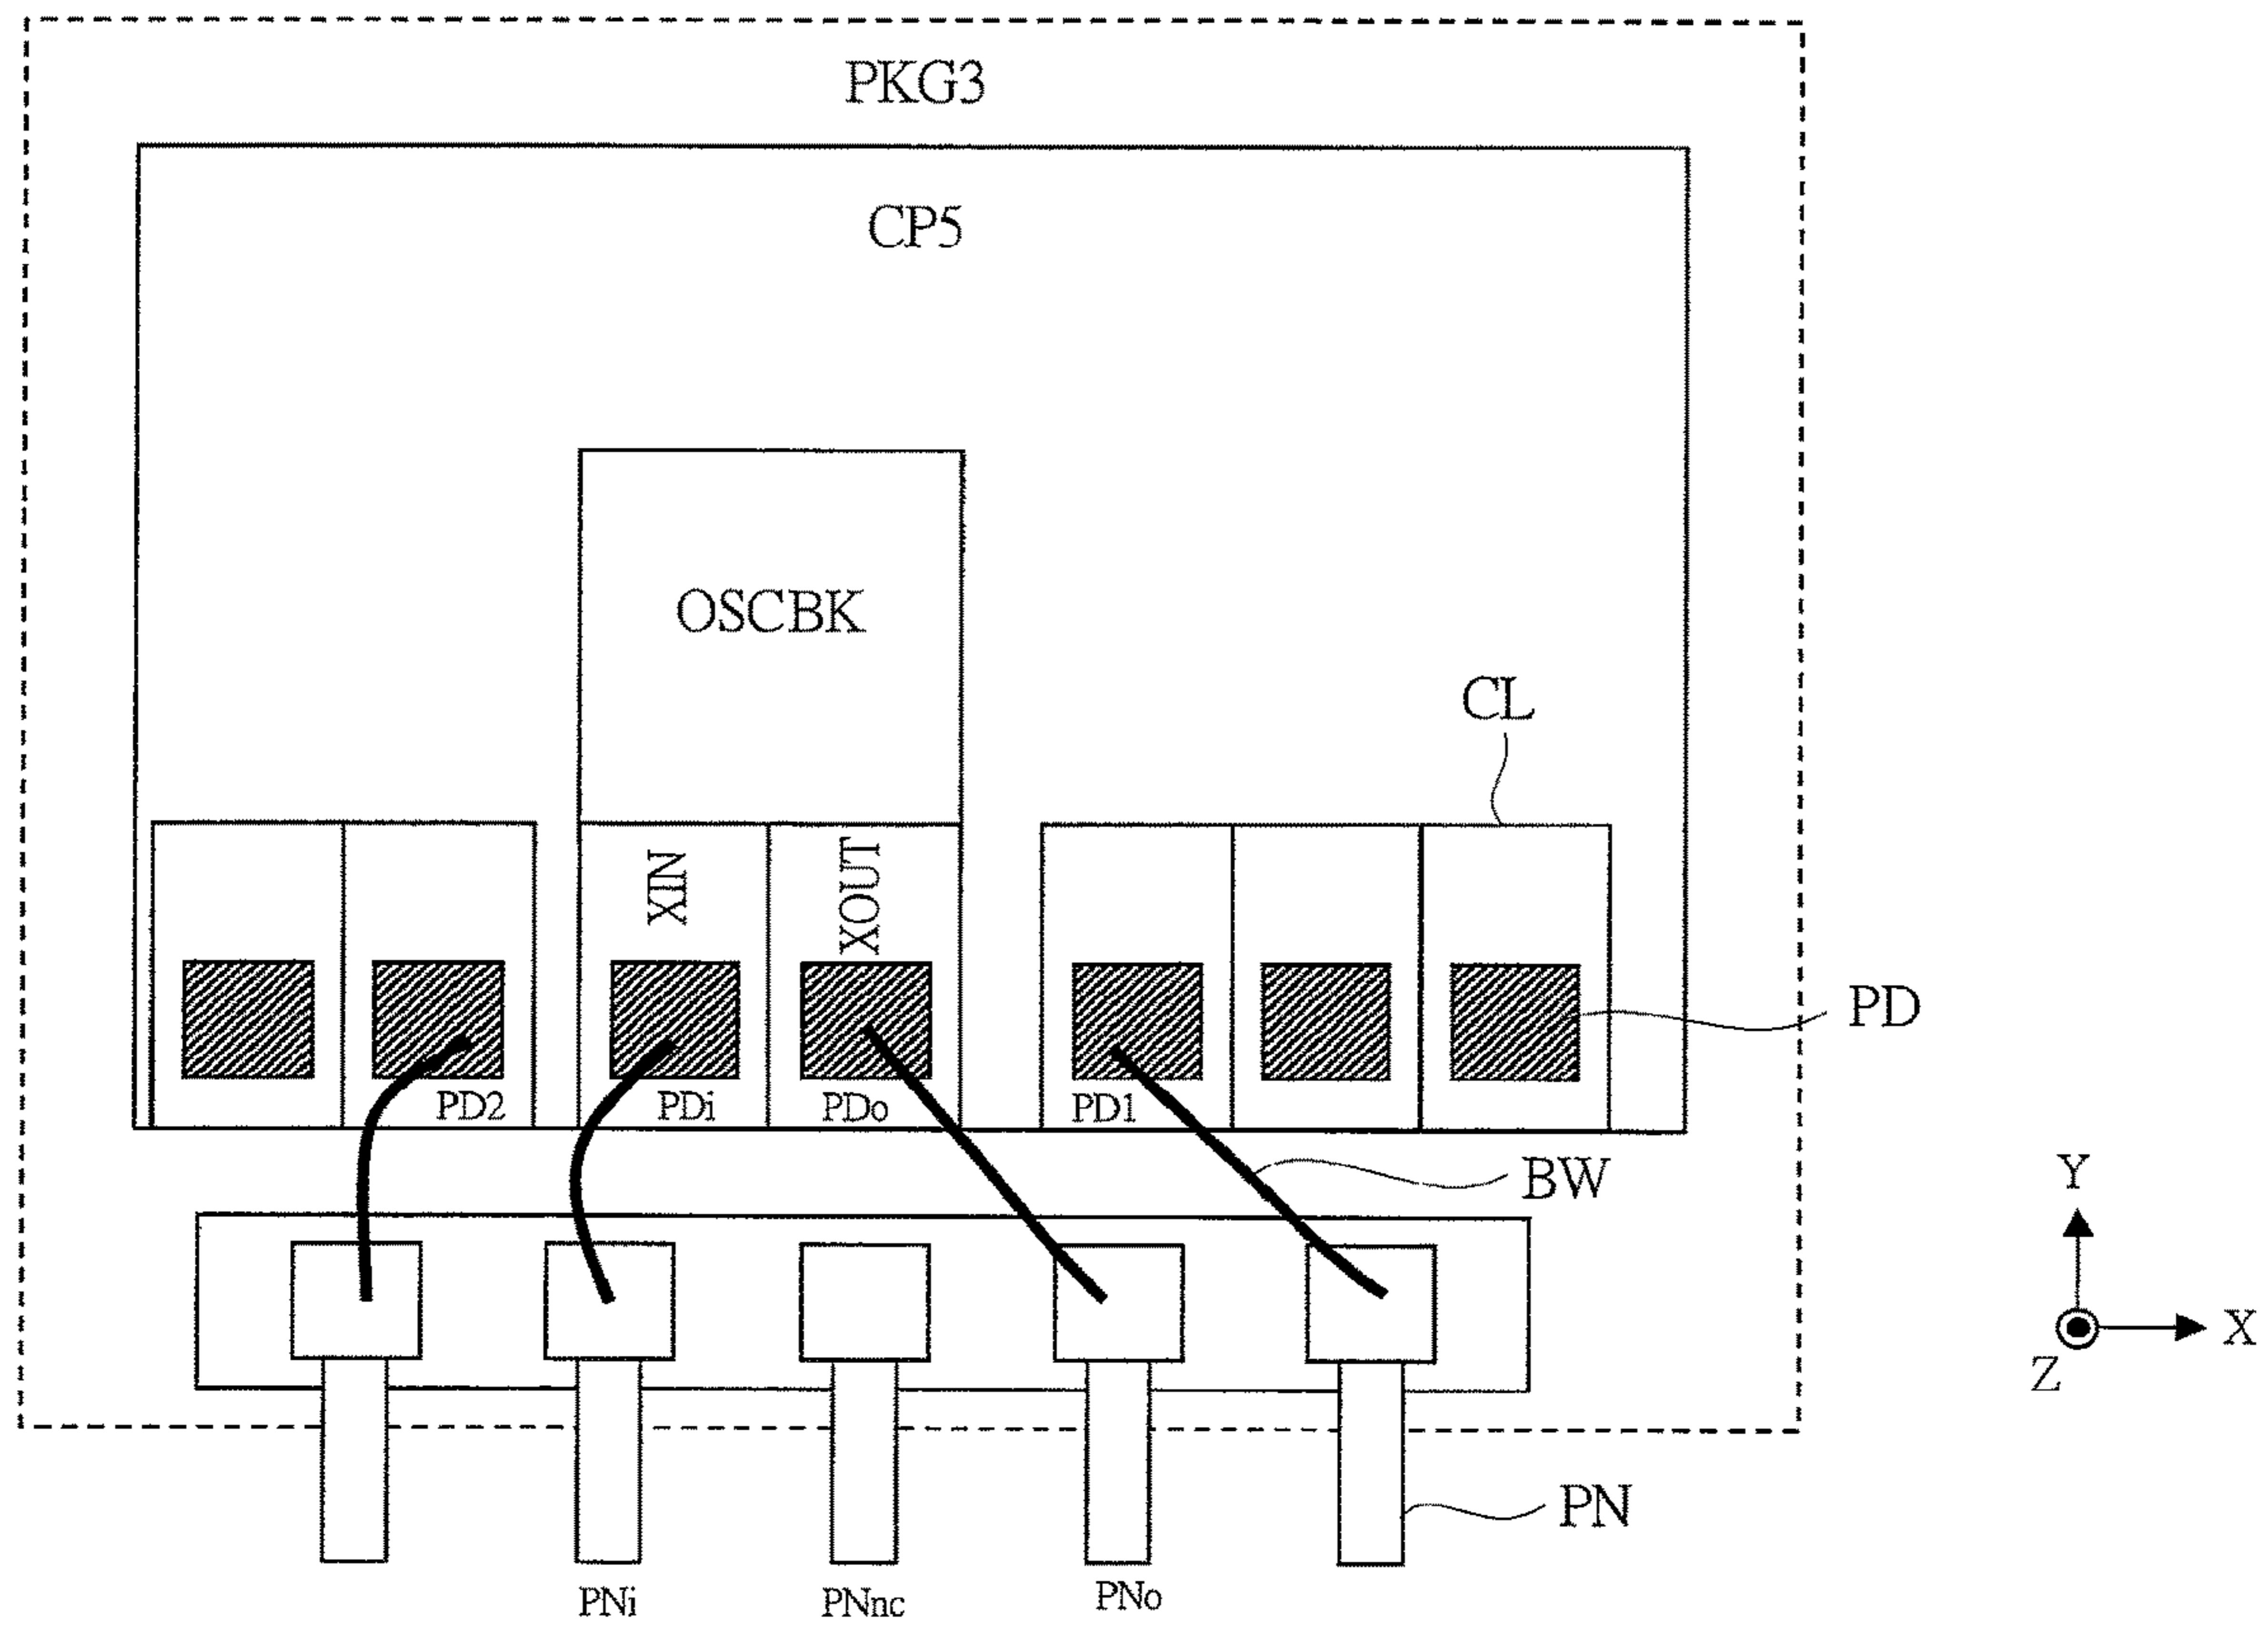 PKG3
CP5
OSCBK
CL
XIN
XOUT
PD
PD2
PDi
PDo
PD1
BW
Y
X
Z
PN
PNi
PNnc
PNo